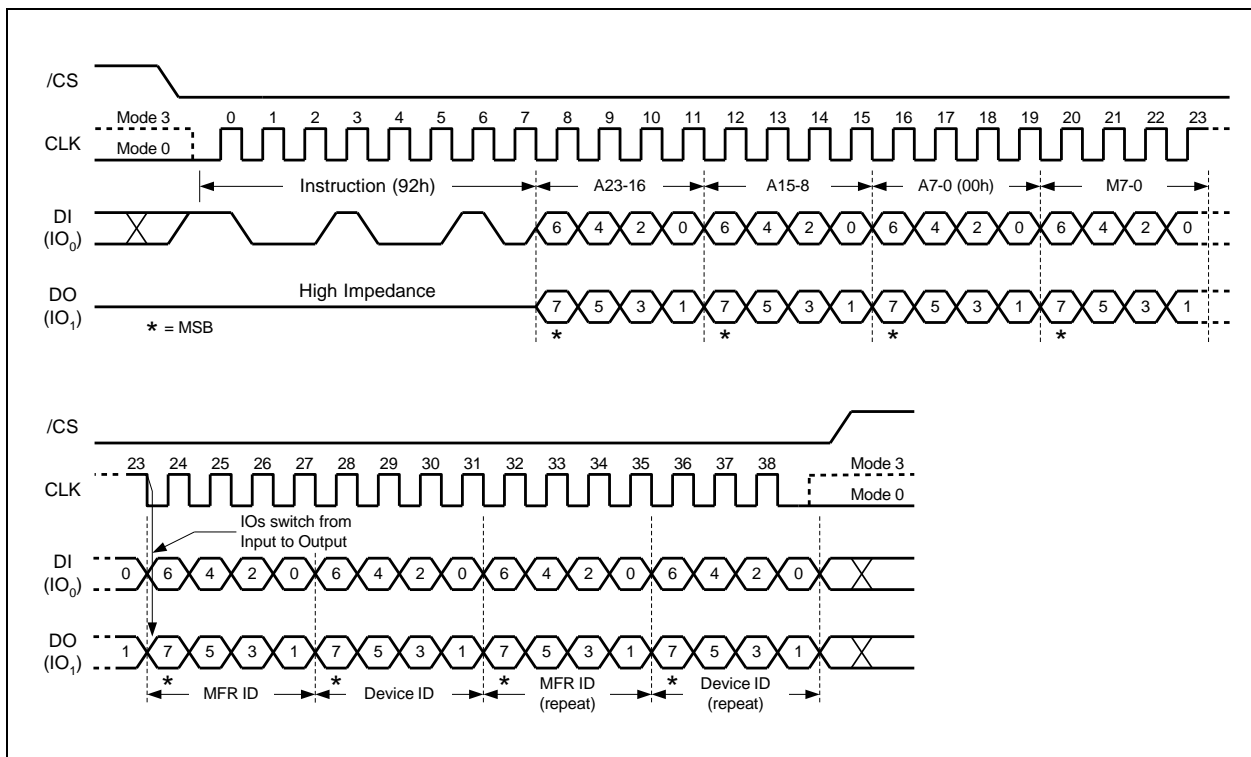 /CS
Mode 3 0 1 2 3 4 5 6 7 8 9 10 11 12 13 14 15 16 17 18 19 20 21 22 23
CLK
Mode 0
Instruction (92h) A23-16 A15-8 A7-0 (00h) M7-0
DI
(IO0)
6 4 2 0 6 4 2 0 6 4 2 0 6 4 2 0
High Impedance
DO
(IO1)
7 5 3 1 7 5 3 1 7 5 3 1 7 5 3 1
* = MSB
* * * *
/CS
23 24 25 26 27 28 29 30 31 32 33 34 35 36 37 38 Mode 3
CLK
Mode 0
IOs switch from
Input to Output
DI
(IO0)
0 6 4 2 0 6 4 2 0 6 4 2 0 6 4 2 0
DO
(IO1)
1 7 5 3 1 7 5 3 1 7 5 3 1 7 5 3 1
* * * *
MFR ID Device ID MFR ID
(repeat)
Device ID
(repeat)